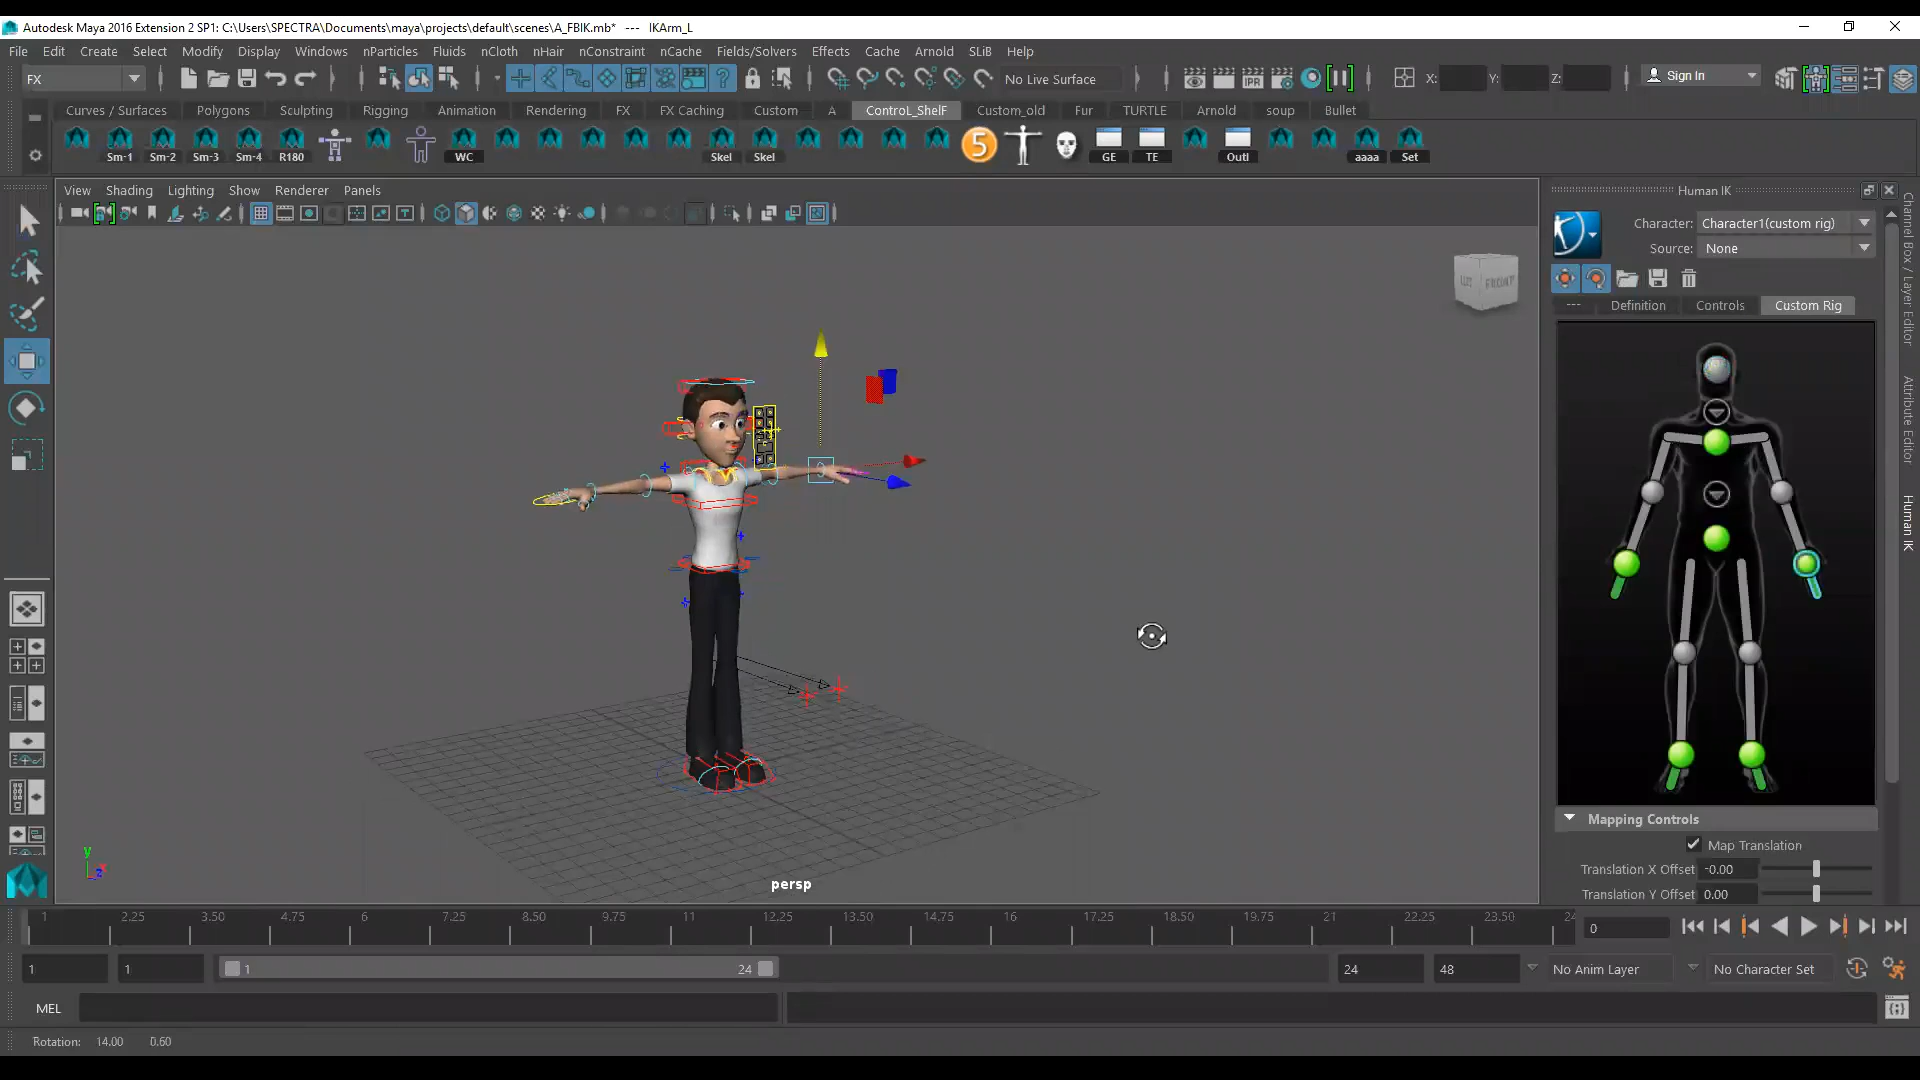 Autodesk Maya 2016 Extension 2 SP1: C:\Users\SPECTRA\Documents\maya\projects\default\scenes\A_FBIK.mb* --- IKArm_L
File Edit Create Select Modify Display Windows nParticles Fluids nCloth nHair nConstraint nCache Fields/Solvers Effects Cache Arnold SLiB Help
FX No Live Surface X: Y: Z: Sign In
Curves / Surfaces Polygons Sculpting Rigging Animation Rendering FX FX Caching Custom A ControL_ShelF Custom_old Fur TURTLE Arnold soup Bullet
IPR
5
Sm-1 Sm-2 Sm-3 Sm-4 R180 WC Skel Skel GE TE Outl aaaa Set
View Shading Lighting Show Renderer Panels
Human IK
Character: Character1(custom rig)
Source: None
--- Definition Controls Custom Rig
FRONT
Channel Box / Layer Editor
Attribute Editor
Human IK
Mapping Controls
Map Translation
Translation X Offset -0.00
Translation Y Offset 0.00
y
z
persp
1 2.25 3.50 4.75 6 7.25 8.50 9.75 11 12.25 13.50 14.75 16 17.25 18.50 19.75 21 22.25 23.50 24
0
1 1 1 24 24 48 No Anim Layer No Character Set
MEL
Rotation: 14.00 0.60